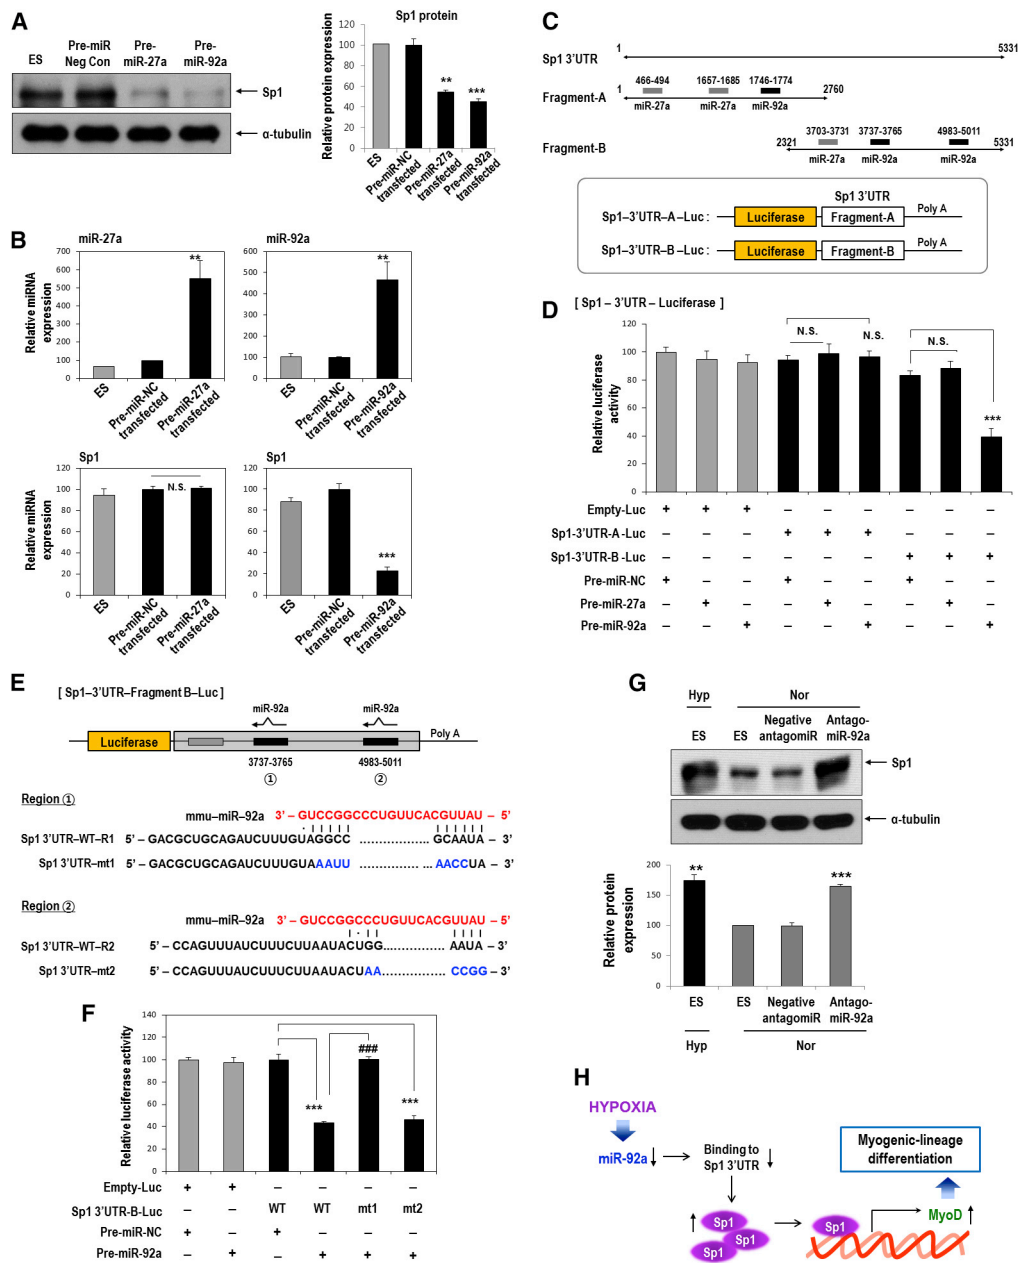 A
ES
Pre-miR
Neg Con
Pre-
miR-27a
Pre-
miR-92a
Sp1
α-tubulin
Sp1 protein
Relative protein expression
120
100
80
60
40
20
0
**
***
ES
Pre-miR-NC
transfected
Pre-miR-27a
transfected
Pre-miR-92a
transfected
B
miR-27a
Relative miRNA
expression
700
600
500
400
300
200
100
0
**
ES
Pre-miR-NC
transfected
Pre-miR-27a
transfected
miR-92a
600
500
400
300
200
100
0
**
ES
Pre-miR-NC
transfected
Pre-miR-92a
transfected
Sp1
Relative miRNA
expression
120
100
80
60
40
20
0
N.S.
ES
Pre-miR-NC
transfected
Pre-miR-27a
transfected
Sp1
120
100
80
60
40
20
0
***
ES
Pre-miR-NC
transfected
Pre-miR-92a
transfected
C
Sp1 3'UTR
1
5331
Fragment-A
466-494
1657-1685
1746-1774
1
2760
miR-27a
miR-27a
miR-92a
Fragment-B
3703-3731
3737-3765
4983-5011
2321
5331
miR-27a
miR-92a
miR-92a
Sp1 3'UTR
Sp1–3'UTR–A –Luc :
Luciferase
Fragment-A
Poly A
Sp1–3'UTR–B –Luc :
Luciferase
Fragment-B
Poly A
D
[ Sp1 – 3'UTR – Luciferase ]
Relative luciferase
activity
120
100
80
60
40
20
0
N.S.
N.S.
N.S.
***
Empty-Luc + + + – – – – – –
Sp1-3'UTR-A-Luc – – – + + + – – –
Sp1-3'UTR-B -Luc – – – – – – + + +
Pre-miR-NC + – – + – – + – –
Pre-miR-27a – + – – + – – + –
Pre-miR-92a – – + – – + – – +
E
[ Sp1–3'UTR–Fragment B–Luc ]
miR-92a
miR-92a
Luciferase
Poly A
3737-3765
4983-5011
①
②
Region ①
mmu–miR–92a 3' – GUCCGGCCCUGUUCACGUUAU – 5'
Sp1 3'UTR–WT–R1 5' – GACGCUGCAGAUCUUUGUAGGCC ................. GCAAUA – 3'
Sp1 3'UTR–mt1 5' – GACGCUGCAGAUCUUUGUAAAUU ................. AACCUA – 3'
Region ②
mmu–miR–92a 3' – GUCCGGCCCUGUUCACGUUAU – 5'
Sp1 3'UTR–WT–R2 5' – CCAGUUUAUCUUUCUUAAUACUGG................ AAUA – 3'
Sp1 3'UTR–mt2 5' – CCAGUUUAUCUUUCUUAAUACUAA................ CCGG – 3'
F
Relative luciferase activity
140
120
100
80
60
40
20
0
***
###
***
Empty-Luc + + – – – –
Sp1 3'UTR-B-Luc – – WT WT mt1 mt2
Pre-miR-NC + – + – – –
Pre-miR-92a – + – + + +
G
Hyp
Nor
ES
ES
Negative
antagomiR
Antago-
miR-92a
Sp1
α-tubulin
Relative protein
expression
200
150
100
50
0
**
***
ES
ES
Negative
antagomiR
Antago-
miR-92a
Hyp
Nor
H
HYPOXIA
miR-92a
Binding to
Sp1 3'UTR
Sp1
Sp1
Sp1
Sp1
MyoD
Myogenic-lineage
differentiation